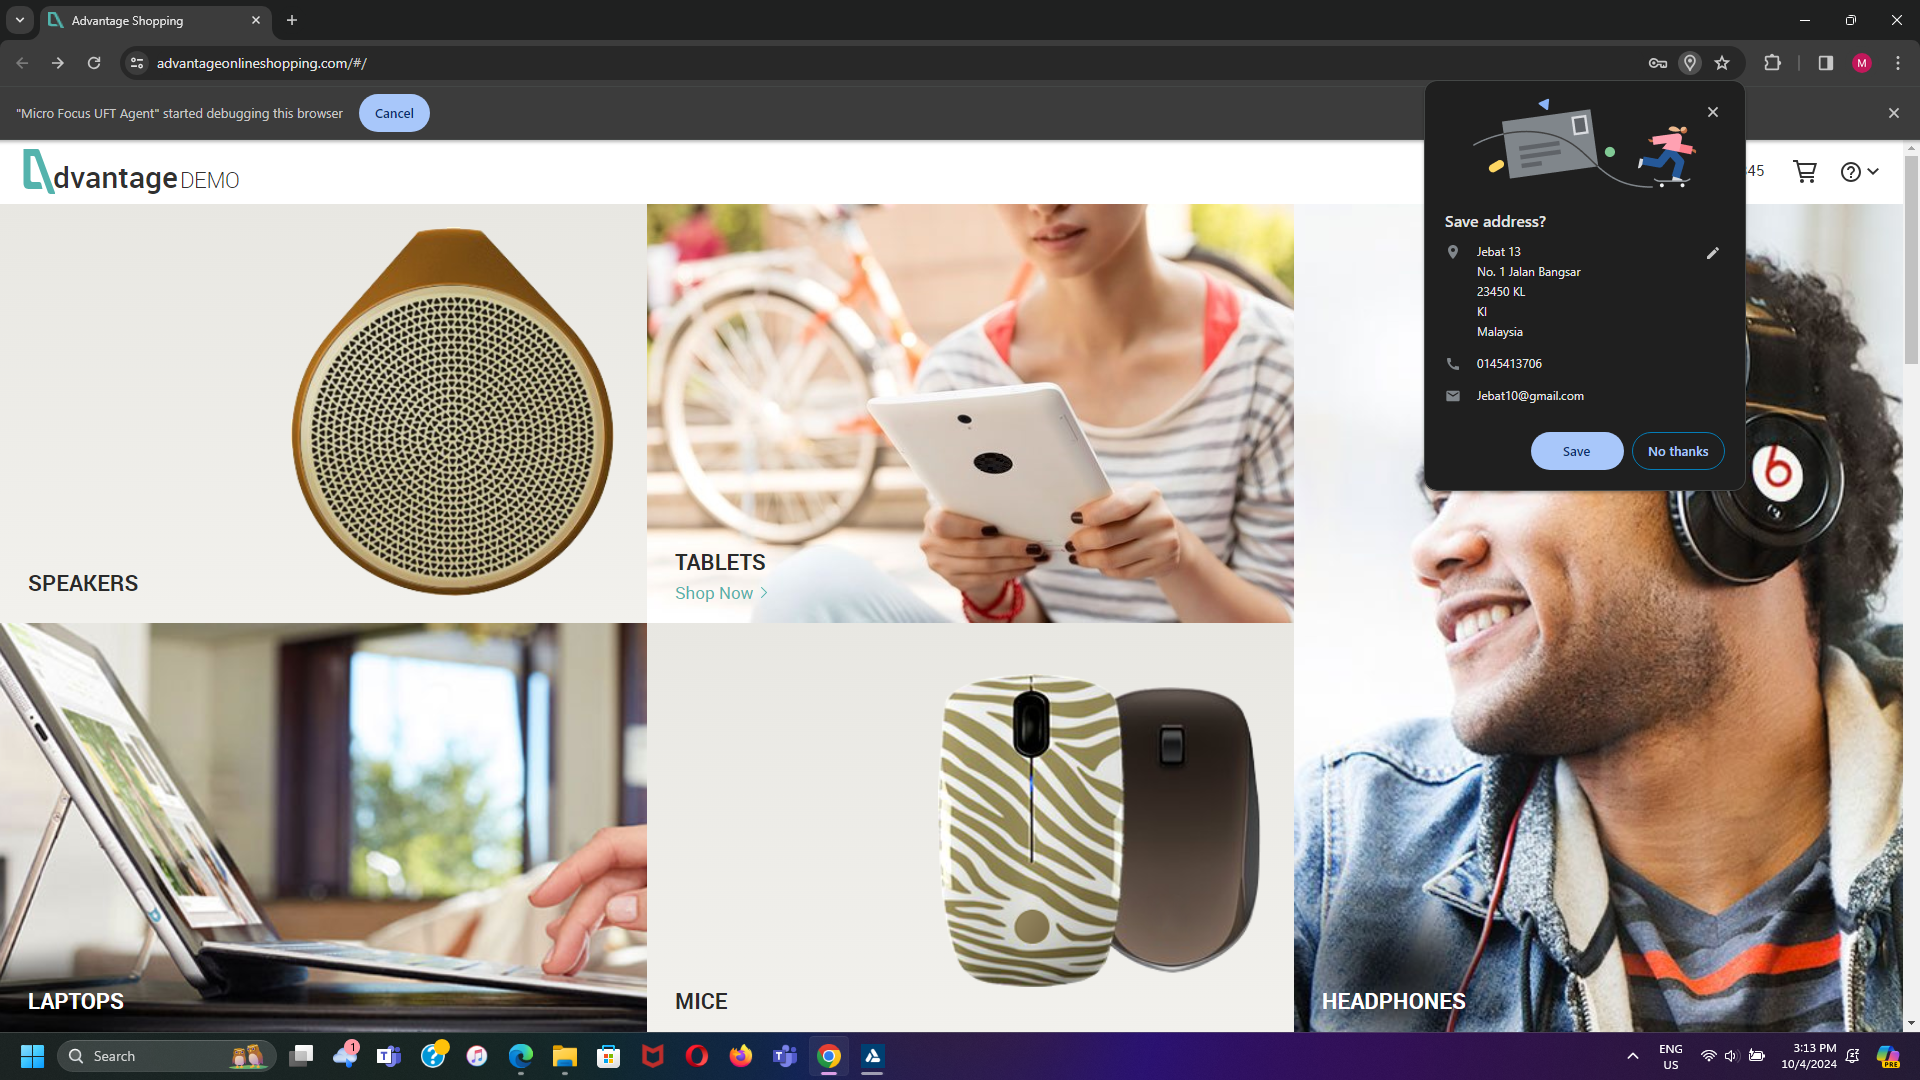 Advantage Shopping
advantageonlineshopping.com/#/
M
"Micro Focus UFT Agent" started debugging this browser
Cancel
dvantage DEMO
45
Save address?
Jebat 13
No. 1 Jalan Bangsar
23450 KL
Kl
Malaysia
0145413706
Jebat10@gmail.com
Save
No thanks
SPEAKERS
TABLETS
Shop Now
LAPTOPS
MICE
HEADPHONES
Search
1
ENG
US
3:13 PM
10/4/2024
PRE